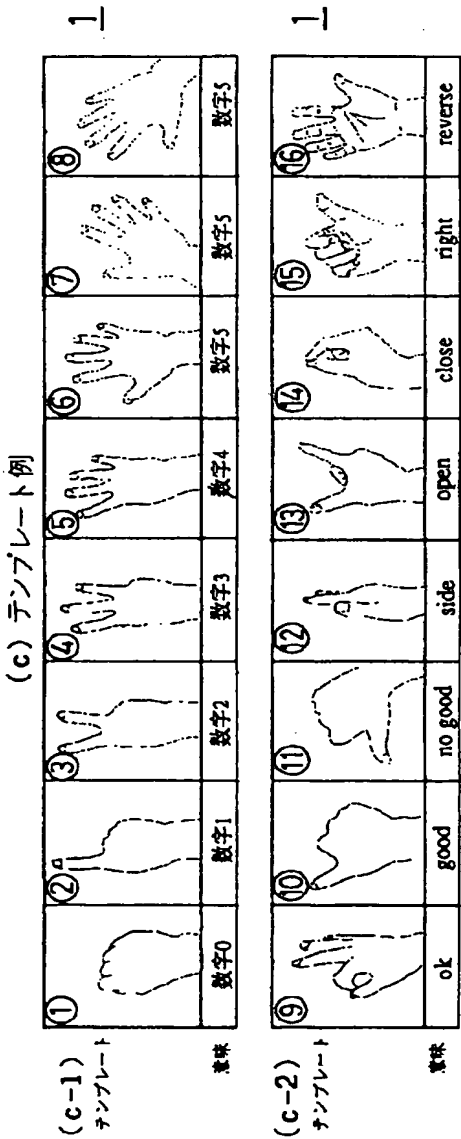 (c) テンプレート例
(c-1)
テンプレート
① ② ③ ④ ⑤ ⑥ ⑦ ⑧
1
意味
数字0 数字1 数字2 数字3 数字4 数字5 数字5 数字5
(c-2)
テンプレート
⑨ ⑩ ⑪ ⑫ ⑬ ⑭ ⑮ ⑯
1
意味
ok good no good side open close right reverse